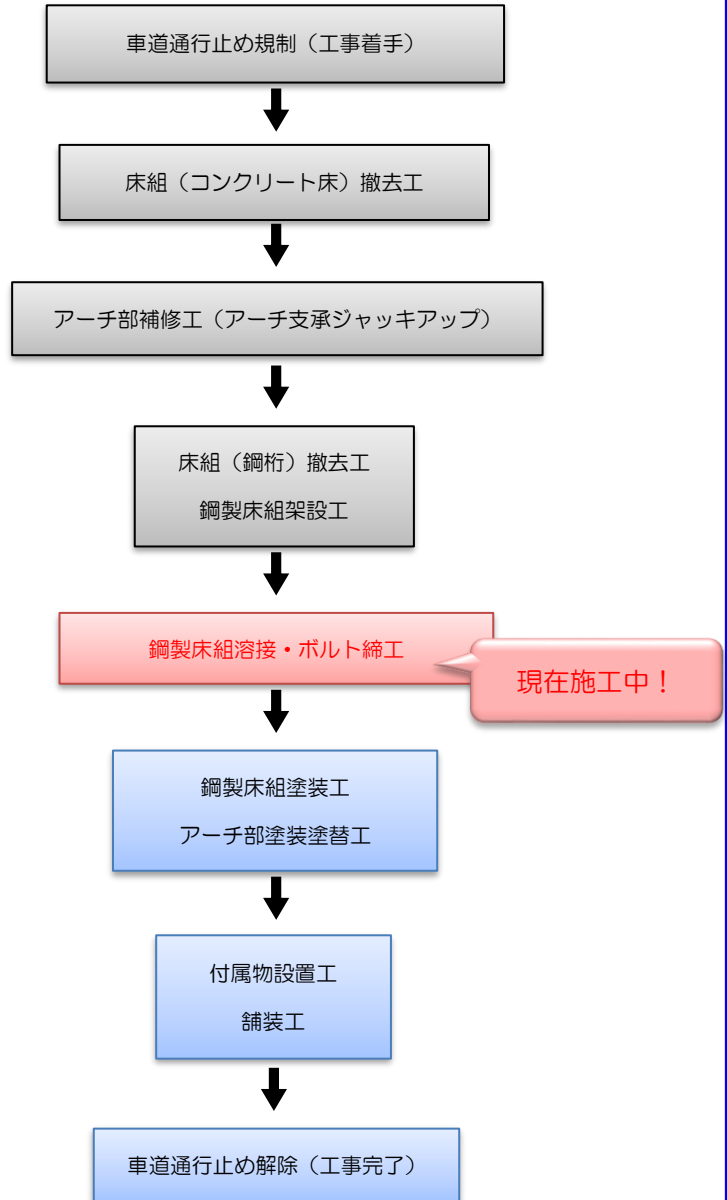 車道通行止め規制（工事着手）
床組（コンクリート床）撤去工
アーチ部補修工（アーチ支承ジャッキアップ）
床組（鋼桁）撤去工
鋼製床組架設工
鋼製床組溶接・ボルト締工
現在施工中！
鋼製床組塗装工
アーチ部塗装塗替工
付属物設置工
舗装工
車道通行止め解除（工事完了）